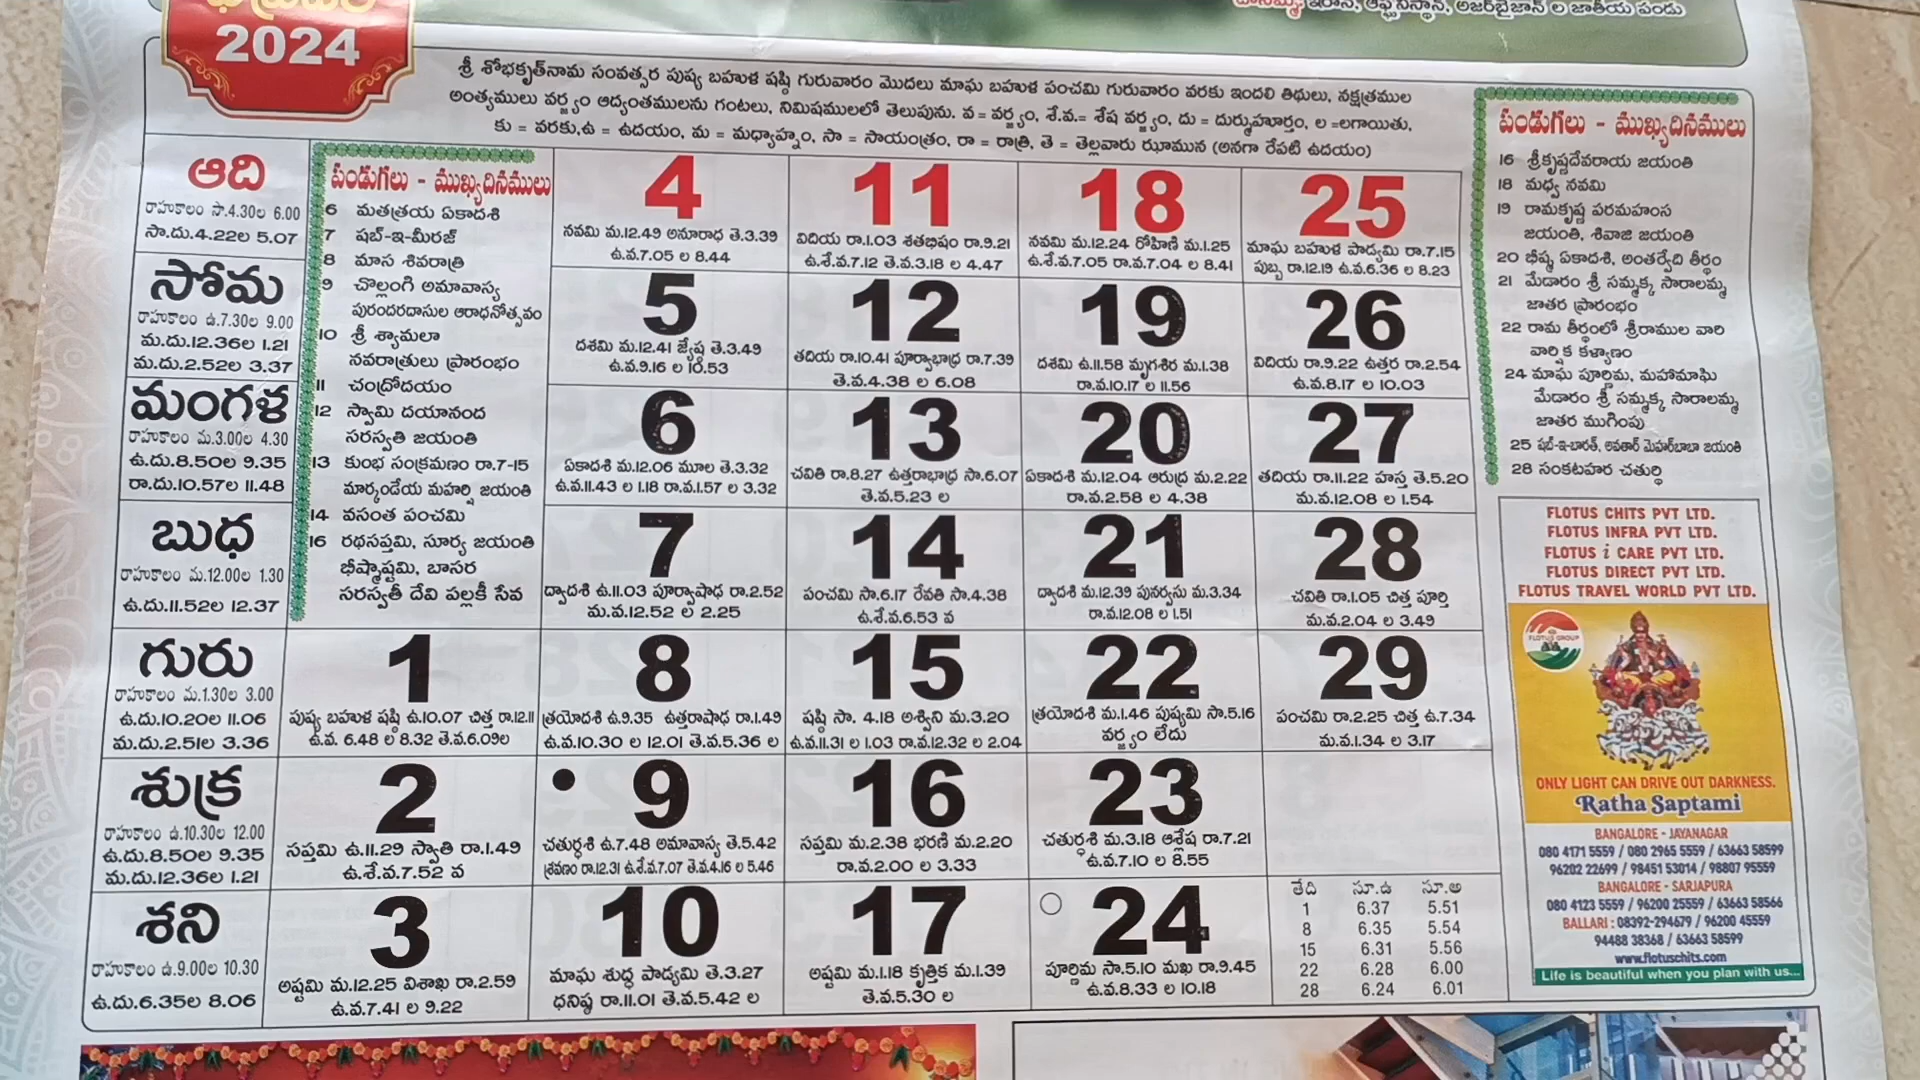 2024
ఇరాన్, ఆఫ్ఘనిస్థాన్, అజర్‌బైజాన్ ల జాతీయ పండు
శ్రీ శోభకృత్‌నామ సంవత్సర పుష్య బహుళ షష్ఠి గురువారం మొదలు మాఘ బహుళ పంచమి గురువారం వరకు ఇందలి తిథులు, నక్షత్రముల
అంత్యములు వర్జ్యం ఆద్యంతములను గంటలు, నిమిషములలో తెలుపును. వ = వర్జ్యం, శే.వ.= శేష వర్జ్యం, దు = దుర్ముహూర్తం, ల =లగాయితు,
కు = వరకు,ఉ = ఉదయం, మ = మధ్యాహ్నం, సా = సాయంత్రం, రా = రాత్రి, తె = తెల్లవారు ఝామున (అనగా రేపటి ఉదయం)
ఆది
రాహుకాలం సా.4.30ల 6.00
సా.దు.4.22ల 5.07
సోమ
రాహుకాలం ఉ.7.30ల 9.00
మ.దు.12.36ల 1.21
మ.దు.2.52ల 3.37
మంగళ
రాహుకాలం మ.3.00ల 4.30
ఉ.దు.8.50ల 9.35
రా.దు.10.57ల 11.48
బుధ
రాహుకాలం మ.12.00ల 1.30
ఉ.దు.11.52ల 12.37
గురు
రాహుకాలం మ.1.30ల 3.00
ఉ.దు.10.20ల 11.06
మ.దు.2.51ల 3.36
శుక్ర
రాహుకాలం ఉ.10.30ల 12.00
ఉ.దు.8.50ల 9.35
మ.దు.12.36ల 1.21
శని
రాహుకాలం ఉ.9.00ల 10.30
ఉ.దు.6.35ల 8.06
పండుగలు - ముఖ్యదినములు
6 మతత్రయ ఏకాదశి
7 షబ్-ఇ-మీరజ్
8 మాస శివరాత్రి
9 చొల్లంగి అమావాస్య
పురందరదాసుల ఆరాధనోత్సవం
10 శ్రీ శ్యామలా
నవరాత్రులు ప్రారంభం
11 చంద్రోదయం
12 స్వామి దయానంద
సరస్వతి జయంతి
13 కుంభ సంక్రమణం రా.7-15
మార్కండేయ మహర్షి జయంతి
14 వసంత పంచమి
16 రథసప్తమి, సూర్య జయంతి
భీష్మాష్టమి, బాసర
సరస్వతీ దేవి పల్లకీ సేవ
1
పుష్య బహుళ షష్ఠి ఉ.10.07 చిత్త రా.12.11
ఉ.వ. 6.48 ల 8.32 తె.వ.6.09ల
2
సప్తమి ఉ.11.29 స్వాతి రా.1.49
ఉ.శే.వ.7.52 వ
3
అష్టమి మ.12.25 విశాఖ రా.2.59
ఉ.వ.7.41 ల 9.22
4
నవమి మ.12.49 అనూరాధ తె.3.39
ఉ.వ.7.05 ల 8.44
5
దశమి మ.12.41 జ్యేష్ఠ తె.3.49
ఉ.వ.9.16 ల 10.53
6
ఏకాదశి మ.12.06 మూల తె.3.32
ఉ.వ.11.43 ల 1.18 రా.వ.1.57 ల 3.32
7
ద్వాదశి ఉ.11.03 పూర్వాషాఢ రా.2.52
మ.వ.12.52 ల 2.25
8
త్రయోదశి ఉ.9.35 ఉత్తరాషాఢ రా.1.49
ఉ.వ.10.30 ల 12.01 తె.వ.5.36 ల
9
చతుర్ధశి ఉ.7.48 అమావాస్య తె.5.42
శ్రవణం రా.12.31 ఉ.శే.వ.7.07 తె.వ.4.16 ల 5.46
10
మాఘ శుద్ధ పాడ్యమి తె.3.27
ధనిష్ఠ రా.11.01 తె.వ.5.42 ల
11
విదియ రా.1.03 శతభిషం రా.9.21
ఉ.శే.వ.7.12 తె.వ.3.18 ల 4.47
12
తదియ రా.10.41 పూర్వాభాద్ర రా.7.39
తె.వ.4.38 ల 6.08
13
చవితి రా.8.27 ఉత్తరాభాద్ర సా.6.07
తె.వ.5.23 ల
14
పంచమి సా.6.17 రేవతి సా.4.38
ఉ.శే.వ.6.53 వ
15
షష్ఠి సా. 4.18 అశ్విని మ.3.20
ఉ.వ.11.31 ల 1.03 రా.వ.12.32 ల 2.04
16
సప్తమి మ.2.38 భరణి మ.2.20
రా.వ.2.00 ల 3.33
17
అష్టమి మ.1.18 కృత్తిక మ.1.39
తె.వ.5.30 ల
18
నవమి మ.12.24 రోహిణి మ.1.25
ఉ.శే.వ.7.05 రా.వ.7.04 ల 8.41
19
దశమి ఉ.11.58 మృగశిర మ.1.38
రా.వ.10.17 ల 11.56
20
ఏకాదశి మ.12.04 ఆరుద్ర మ.2.22
రా.వ.2.58 ల 4.38
21
ద్వాదశి మ.12.39 పునర్వసు మ.3.34
రా.వ.12.08 ల 1.51
22
త్రయోదశి మ.1.46 పుష్యమి సా.5.16
వర్జ్యం లేదు
23
చతుర్ధశి మ.3.18 ఆశ్లేష రా.7.21
ఉ.వ.7.10 ల 8.55
24
పూర్ణిమ సా.5.10 మఖ రా.9.45
ఉ.వ.8.33 ల 10.18
25
మాఘ బహుళ పాడ్యమి రా.7.15
పుబ్బ రా.12.19 ఉ.వ.6.36 ల 8.23
26
విదియ రా.9.22 ఉత్తర రా.2.54
ఉ.వ.8.17 ల 10.03
27
తదియ రా.11.22 హస్త తె.5.20
మ.వ.12.08 ల 1.54
28
చవితి రా.1.05 చిత్త పూర్తి
మ.వ.2.04 ల 3.49
29
పంచమి రా.2.25 చిత్త ఉ.7.34
మ.వ.1.34 ల 3.17
తేది సూ.ఉ సూ.అ
1 6.37 5.51
8 6.35 5.54
15 6.31 5.56
22 6.28 6.00
28 6.24 6.01
పండుగలు - ముఖ్యదినములు
16 శ్రీకృష్ణదేవరాయ జయంతి
18 మధ్వ నవమి
19 రామకృష్ణ పరమహంస
జయంతి, శివాజి జయంతి
20 భీష్మ ఏకాదశి, అంతర్వేది తీర్థం
21 మేడారం శ్రీ సమ్మక్క సారాలమ్మ
జాతర ప్రారంభం
22 రామ తీర్థంలో శ్రీరాముల వారి
వార్షిక కళ్యాణం
24 మాఘ పూర్ణిమ, మహామాఘి
మేడారం శ్రీ సమ్మక్క సారాలమ్మ
జాతర ముగింపు
25 షబ్-ఇ-బారత్, అవతార్ మెహర్‌బాబా జయంతి
28 సంకటహర చతుర్థి
FLOTUS CHITS PVT LTD.
FLOTUS INFRA PVT LTD.
FLOTUS i CARE PVT LTD.
FLOTUS DIRECT PVT LTD.
FLOTUS TRAVEL WORLD PVT LTD.
FLOTUS GROUP
ONLY LIGHT CAN DRIVE OUT DARKNESS.
Ratha Saptami
BANGALORE - JAYANAGAR
080 4171 5559 / 080 2965 5559 / 63663 58599
96202 22699 / 98451 53014 / 98807 95559
BANGALORE - SARJAPURA
080 4123 5559 / 96200 25559 / 63663 58566
BALLARI : 08392-294679 / 96200 45559
94488 38368 / 63663 58599
www.flotuschits.com
Life is beautiful when you plan with us...